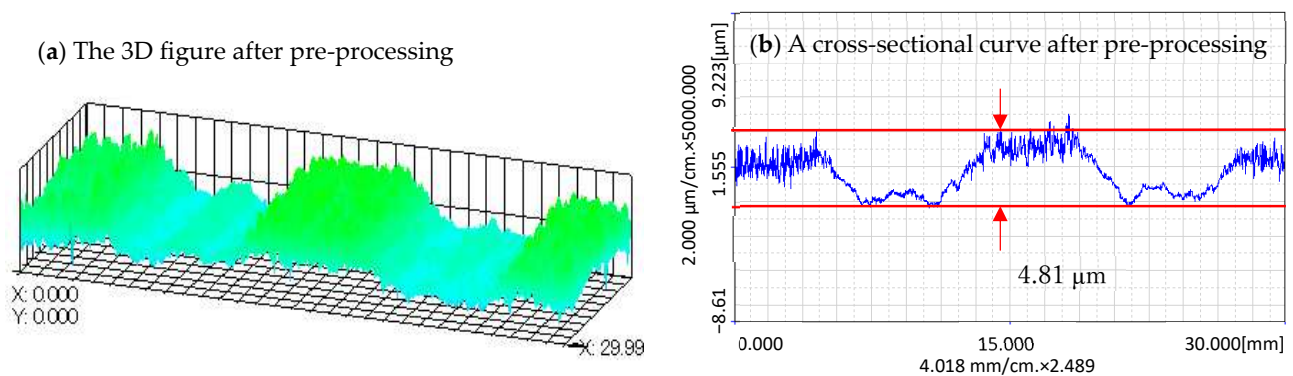 (a) The 3D figure after pre-processing
X: 0.000
Y: 0.000
X: 29.99
(b) A cross-sectional curve after pre-processing
9.223[µm]
1.555
-8.61
2.000 µm/cm.×5000.000
4.81 µm
0.000 15.000 30.000[mm]
4.018 mm/cm.×2.489